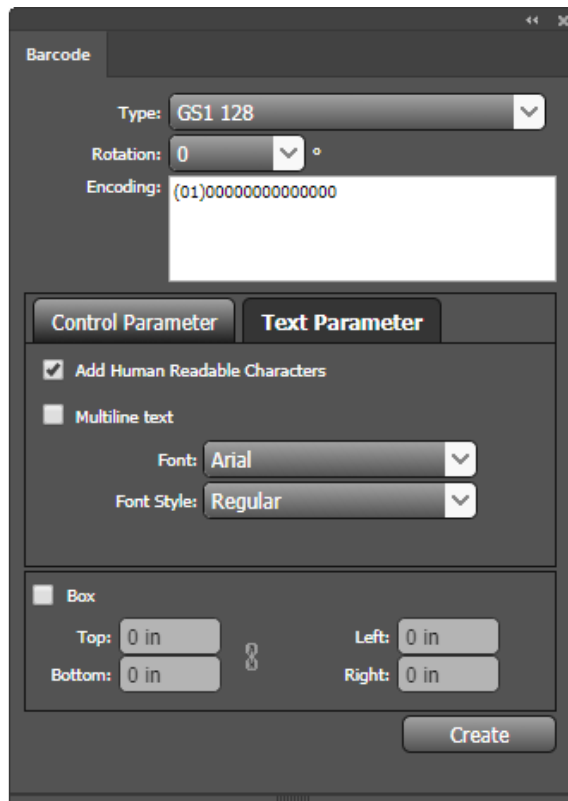 Barcode
Type: GS1 128
Rotation: 0 °
Encoding: (01)00000000000000
Control Parameter Text Parameter
Add Human Readable Characters
Multiline text
Font: Arial
Font Style: Regular
Box
Top: 0 in Left: 0 in
Bottom: 0 in Right: 0 in
Create